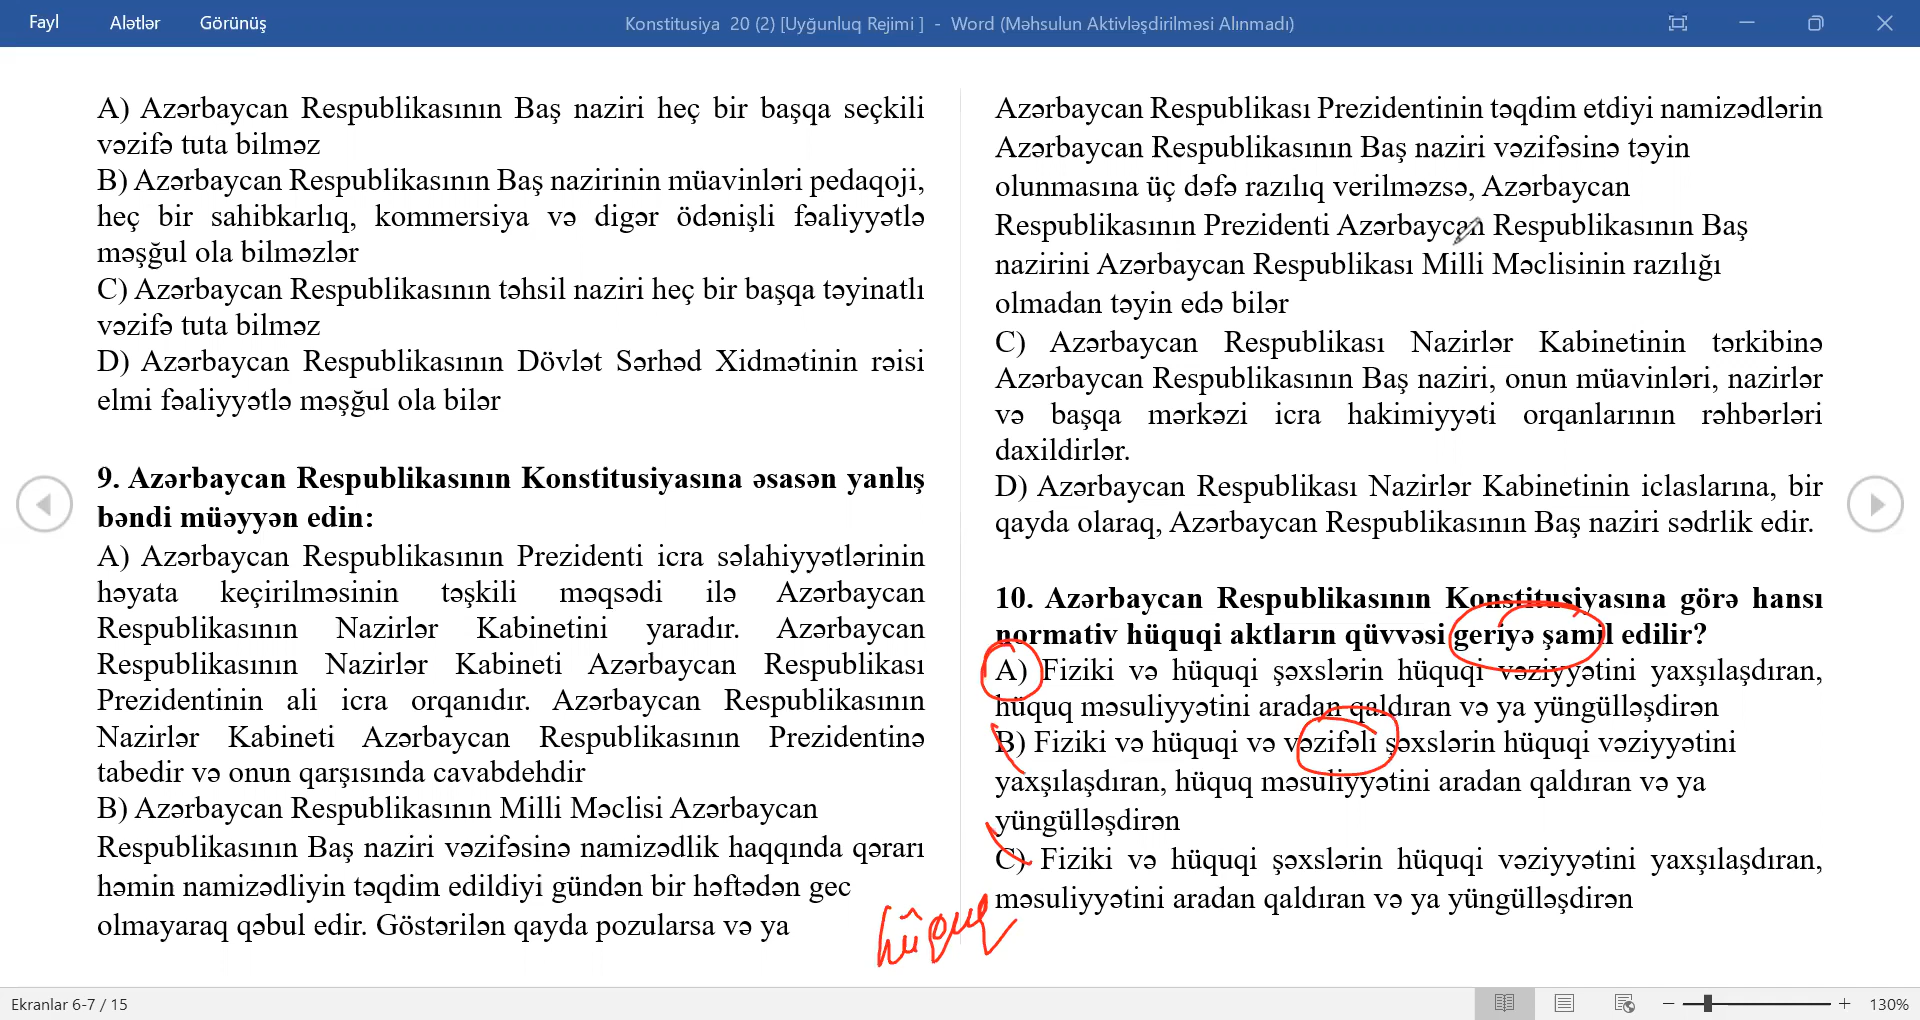 Fayl Alətlər Görünüş Konstitusiya 20 (2) [Uyğunluq Rejimi ] - Word (Məhsulun Aktivləşdirilməsi Alınmadı)
A) Azərbaycan Respublikasının Baş naziri heç bir başqa seçkili
vəzifə tuta bilməz
B) Azərbaycan Respublikasının Baş nazirinin müavinləri pedaqoji,
heç bir sahibkarlıq, kommersiya və digər ödənişli fəaliyyətlə
məşğul ola bilməzlər
C) Azərbaycan Respublikasının təhsil naziri heç bir başqa təyinatlı
vəzifə tuta bilməz
D) Azərbaycan Respublikasının Dövlət Sərhəd Xidmətinin rəisi
elmi fəaliyyətlə məşğul ola bilər
9. Azərbaycan Respublikasının Konstitusiyasına əsasən yanlış
bəndi müəyyən edin:
A) Azərbaycan Respublikasının Prezidenti icra səlahiyyətlərinin
həyata keçirilməsinin təşkili məqsədi ilə Azərbaycan
Respublikasının Nazirlər Kabinetini yaradır. Azərbaycan
Respublikasının Nazirlər Kabineti Azərbaycan Respublikası
Prezidentinin ali icra orqanıdır. Azərbaycan Respublikasının
Nazirlər Kabineti Azərbaycan Respublikasının Prezidentinə
tabedir və onun qarşısında cavabdehdir
B) Azərbaycan Respublikasının Milli Məclisi Azərbaycan
Respublikasının Baş naziri vəzifəsinə namizədlik haqqında qərarı
həmin namizədliyin təqdim edildiyi gündən bir həftədən gec
olmayaraq qəbul edir. Göstərilən qayda pozularsa və ya
Azərbaycan Respublikası Prezidentinin təqdim etdiyi namizədlərin
Azərbaycan Respublikasının Baş naziri vəzifəsinə təyin
olunmasına üç dəfə razılıq verilməzsə, Azərbaycan
Respublikasının Prezidenti Azərbaycan Respublikasının Baş
nazirini Azərbaycan Respublikası Milli Məclisinin razılığı
olmadan təyin edə bilər
C) Azərbaycan Respublikası Nazirlər Kabinetinin tərkibinə
Azərbaycan Respublikasının Baş naziri, onun müavinləri, nazirlər
və başqa mərkəzi icra hakimiyyəti orqanlarının rəhbərləri
daxildirlər.
D) Azərbaycan Respublikası Nazirlər Kabinetinin iclaslarına, bir
qayda olaraq, Azərbaycan Respublikasının Baş naziri sədrlik edir.
10. Azərbaycan Respublikasının Konstitusiyasına görə hansı
normativ hüquqi aktların qüvvəsi geriyə şamil edilir?
A) Fiziki və hüquqi şəxslərin hüquqi vəziyyətini yaxşılaşdıran,
hüquq məsuliyyətini aradan qaldıran və ya yüngülləşdirən
B) Fiziki və hüquqi və vəzifəli şəxslərin hüquqi vəziyyətini
yaxşılaşdıran, hüquq məsuliyyətini aradan qaldıran və ya
yüngülləşdirən
C) Fiziki və hüquqi şəxslərin hüquqi vəziyyətini yaxşılaşdıran,
məsuliyyətini aradan qaldıran və ya yüngülləşdirən
hüquq
Ekranlar 6-7 / 15 130%